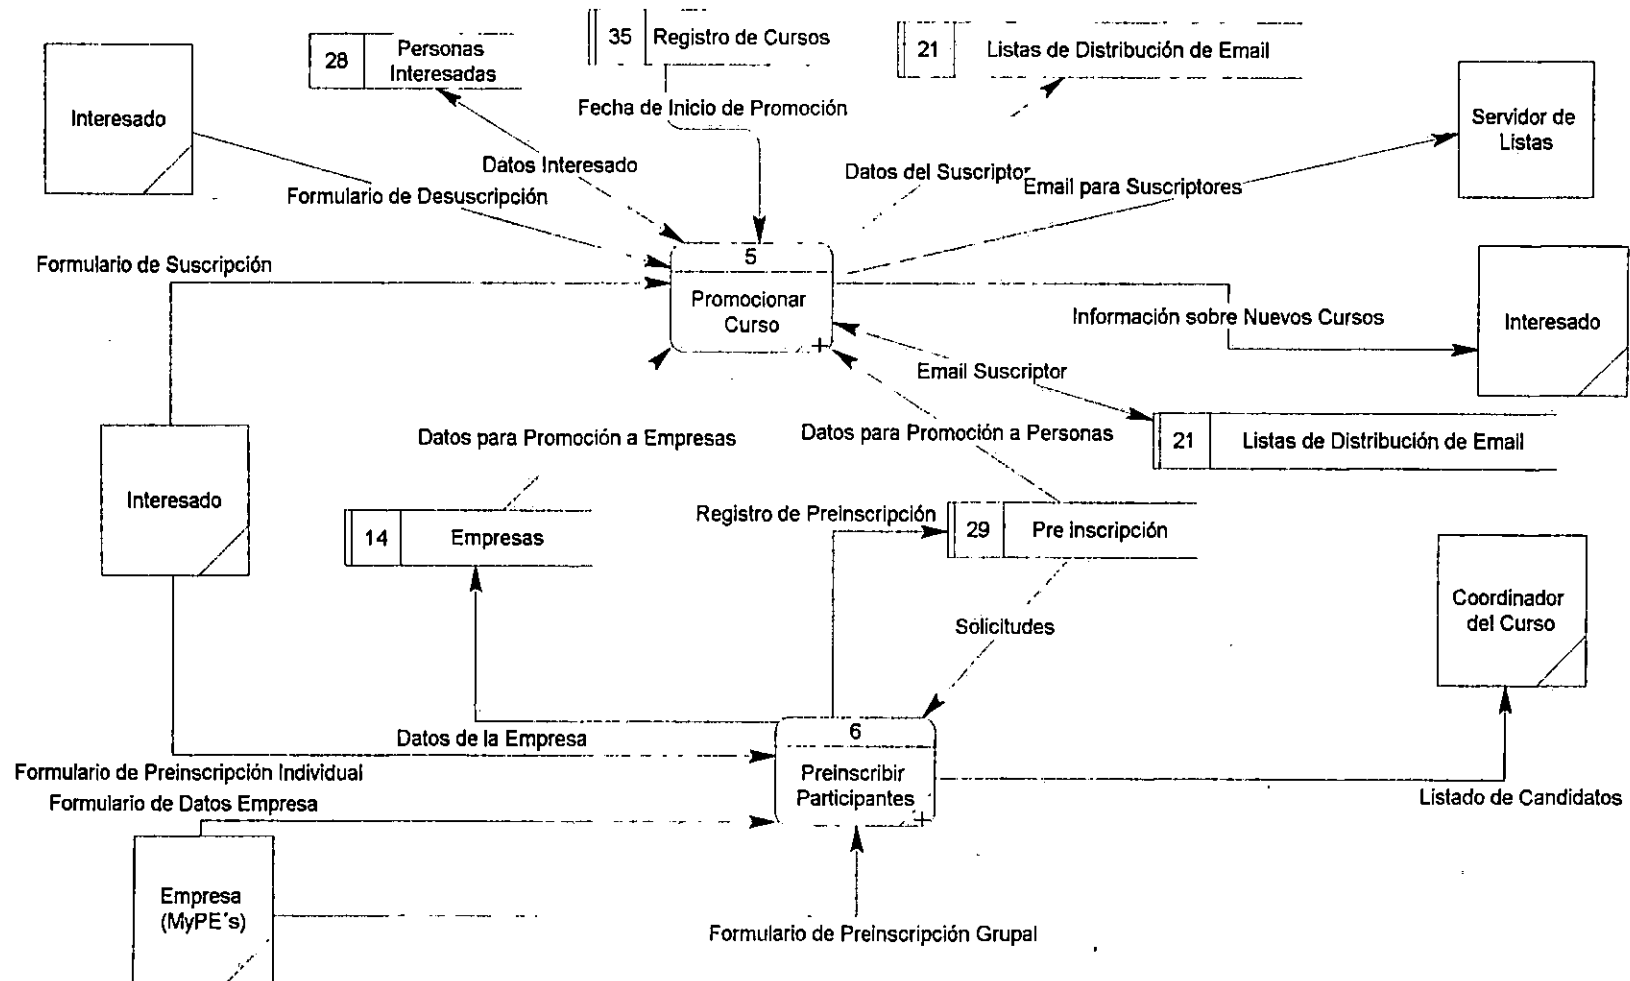 35
Registro de Cursos
28
Personas
Interesadas
21
Listas de Distribución de Email
Interesado
Fecha de Inicio de Promoción
Servidor de
Listas
Datos Interesado
Datos del Suscriptor
Email para Suscriptores
Formulario de Desuscripción
Formulario de Suscripción
5
Promocionar
Curso
+
Información sobre Nuevos Cursos
Interesado
Email Suscriptor
Datos para Promoción a Empresas
Datos para Promoción a Personas
21
Listas de Distribución de Email
Interesado
Registro de Preinscripción
14
Empresas
29
Pre inscripción
Coordinador
del Curso
Solicitudes
Datos de la Empresa
6
Preinscribir
Participantes
+
Formulario de Preinscripción Individual
Formulario de Datos Empresa
Listado de Candidatos
Empresa
(MyPE´s)
Formulario de Preinscripción Grupal